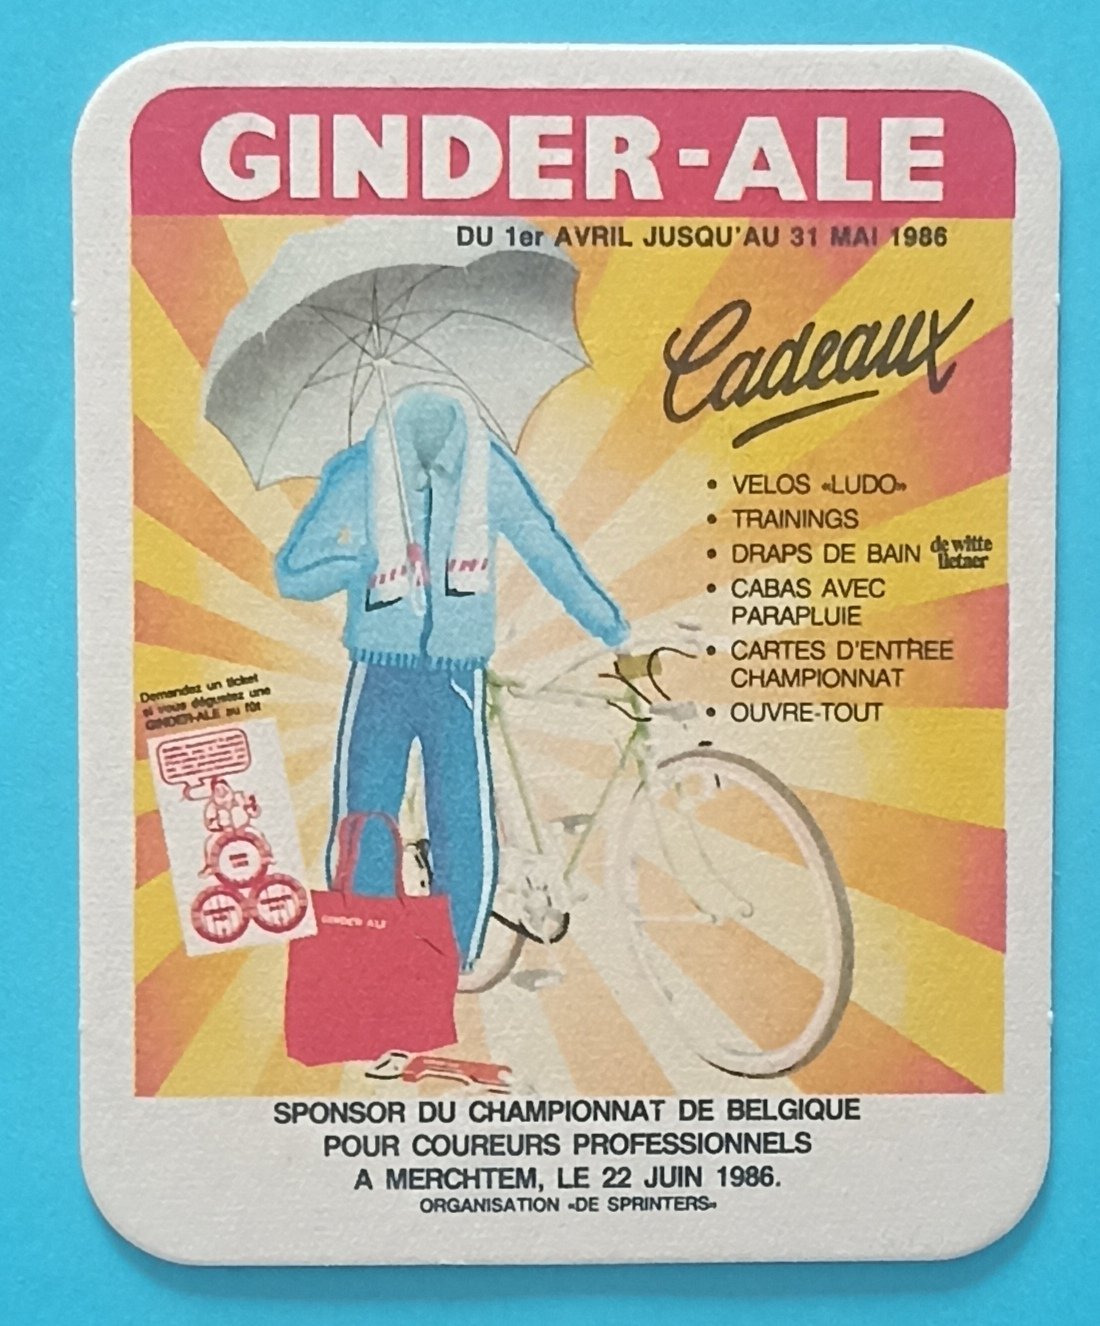 GINDER-ALE
DU 1er AVRIL JUSQU'AU 31 MAI 1986
Cadeaux
• VELOS «LUDO»
• TRAININGS
• DRAPS DE BAIN de witte lietaer
• CABAS AVEC
PARAPLUIE
• CARTES D'ENTREE
CHAMPIONNAT
• OUVRE-TOUT
Demandez un ticket
si vous dégustez une
GINDER-ALE au fût
GINDER ALE
SPONSOR DU CHAMPIONNAT DE BELGIQUE
POUR COUREURS PROFESSIONNELS
A MERCHTEM, LE 22 JUIN 1986.
ORGANISATION «DE SPRINTERS»